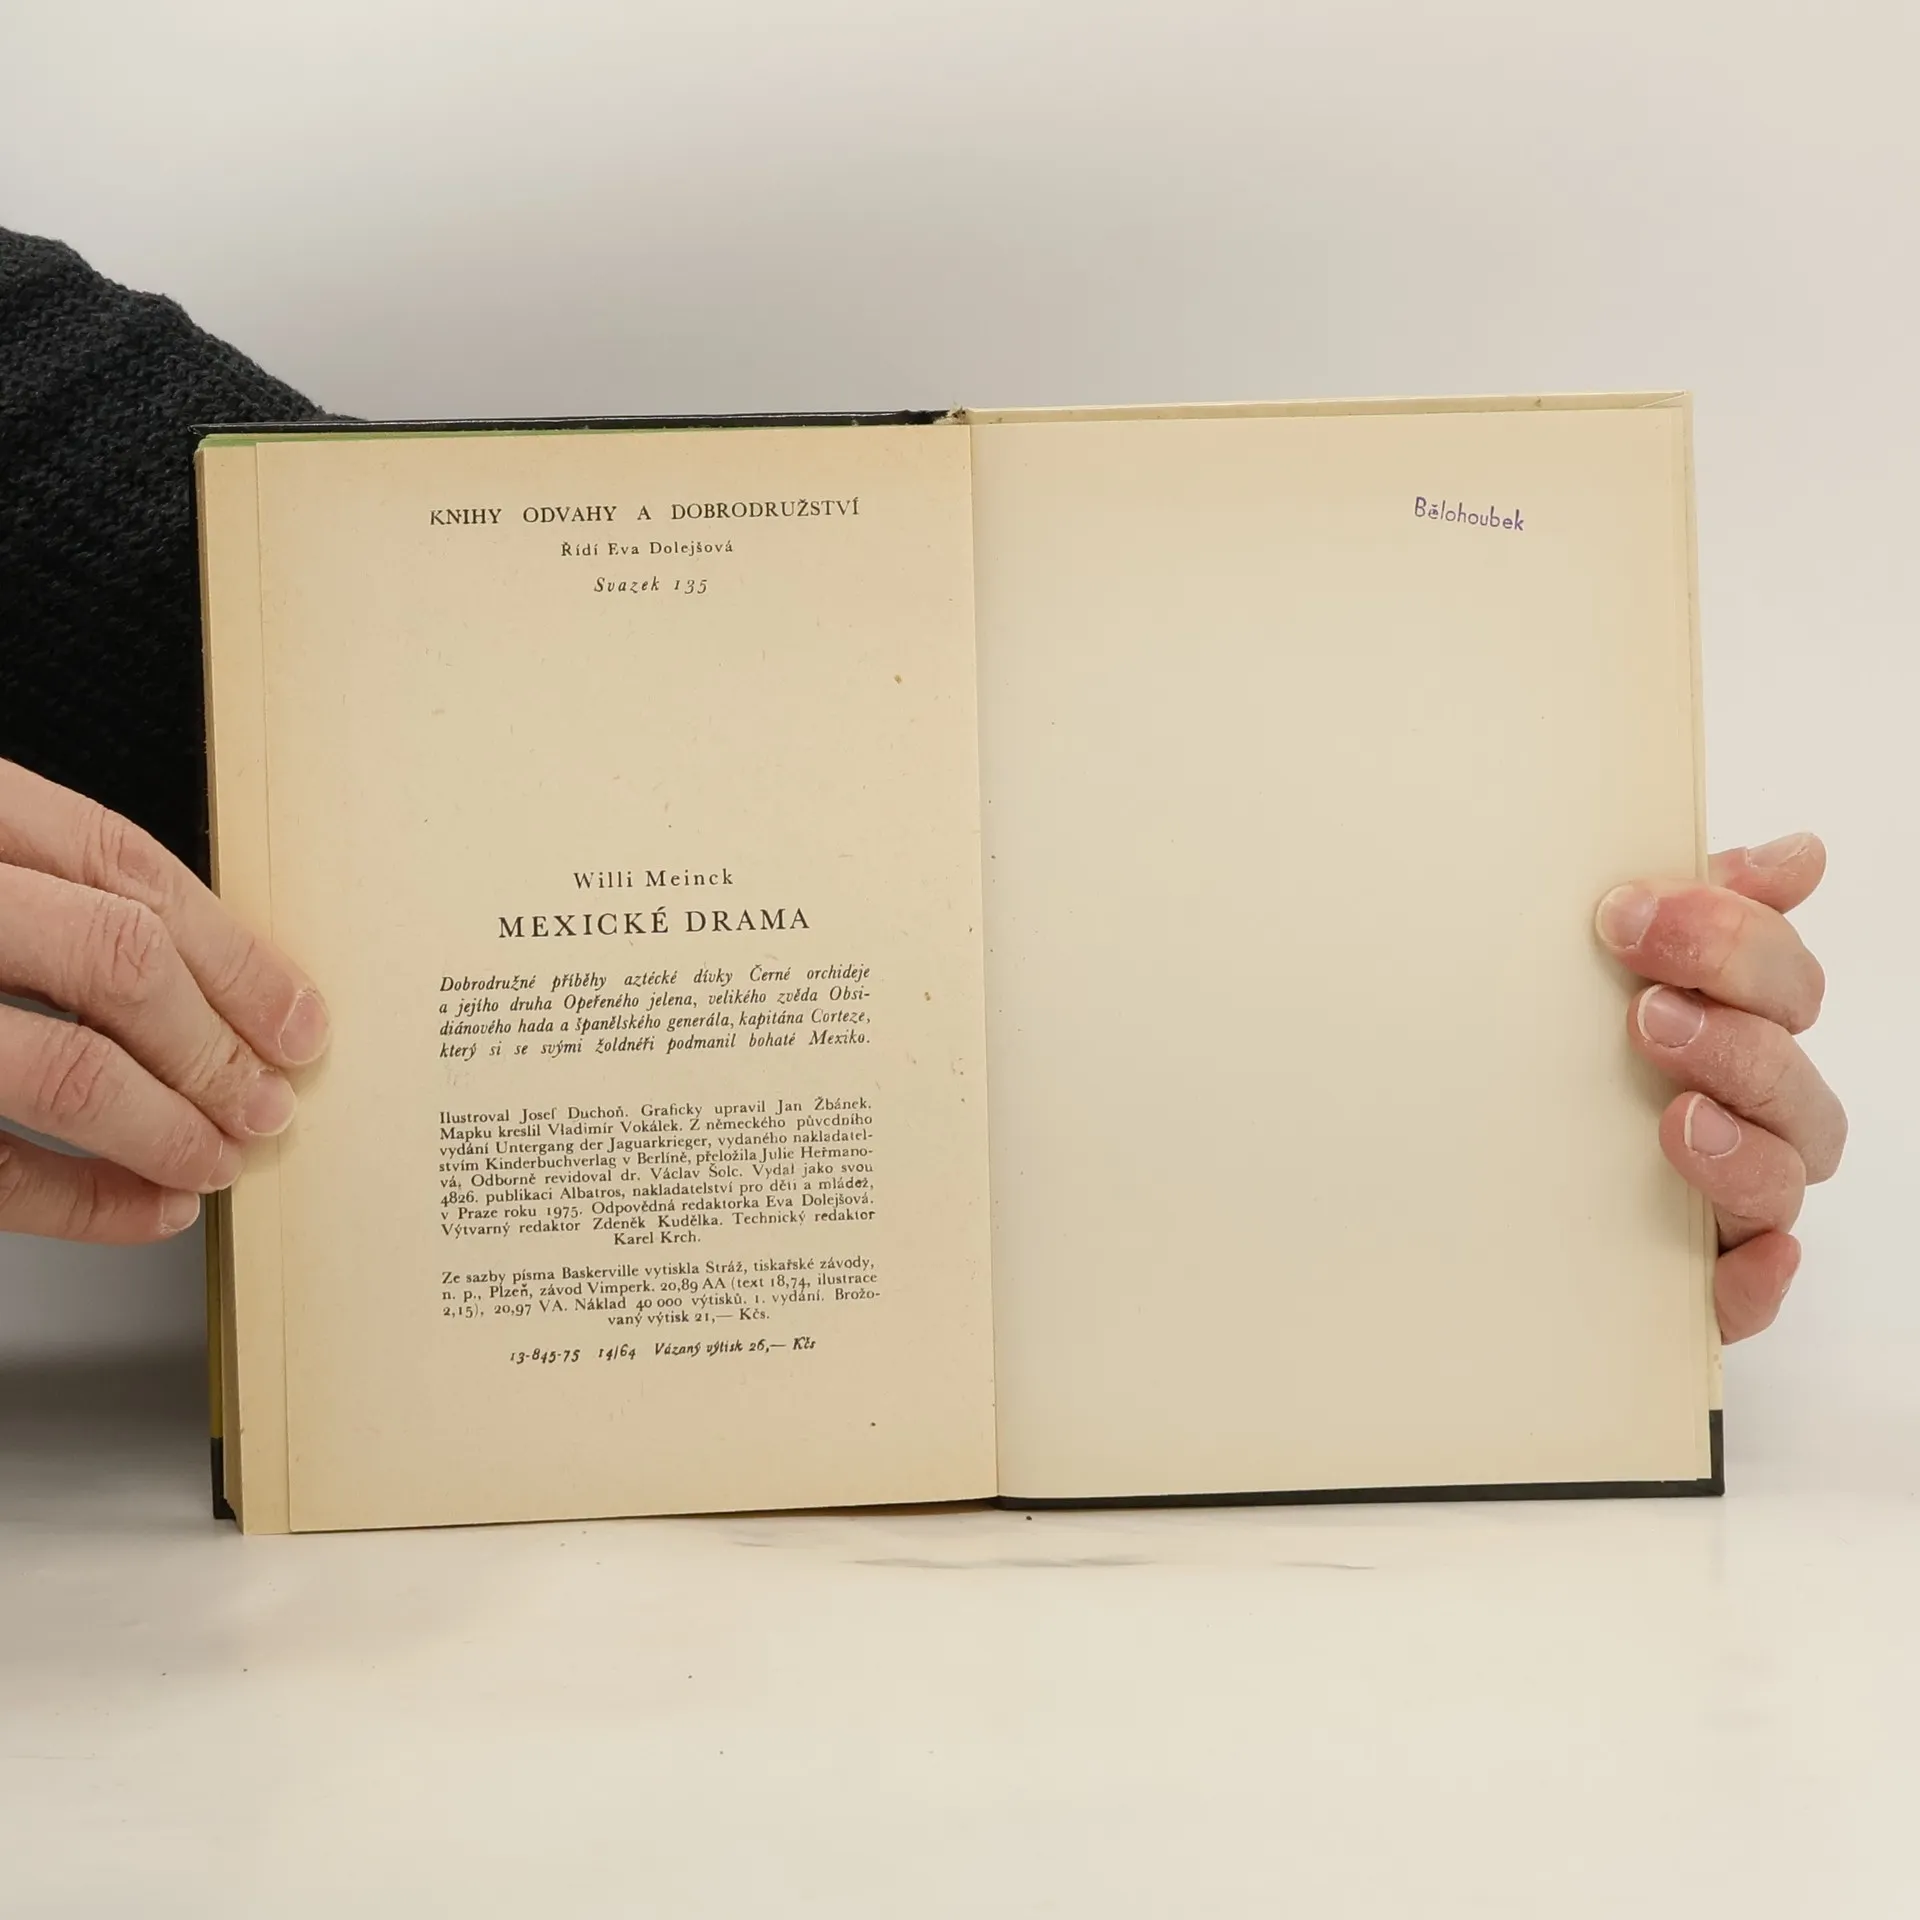 KNIHY ODVAHY A DOBRODRUŽSTVÍ
Řídí Eva Dolejšová
Svazek 135
Willi Meinck
MEXICKÉ DRAMA
Dobrodružné příběhy aztécké dívky Černé orchideje
a jejího druha Opeřeného jelena, velikého zvěda Obsi-
diánového hada a španělského generála, kapitána Corteze,
který si se svými žoldnéři podmanil bohaté Mexiko.
Ilustroval Josef Duchoň. Graficky upravil Jan Žbánek.
Mapku kreslil Vladimír Vokálek. Z německého původního
vydání Untergang der Jaguarkrieger, vydaného nakladatel-
stvím Kinderbuchverlag v Berlíně, přeložila Julie Heřmano-
vá, Odborně revidoval dr. Václav Šolc. Vydal jako svou
4826. publikaci Albatros, nakladatelství pro děti a mládež,
v Praze roku 1975. Odpovědná redaktorka Eva Dolejšová.
Výtvarný redaktor Zdeněk Kudělka. Technický redaktor
Karel Krch.
Ze sazby písma Baskerville vytiskla Stráž, tiskařské závody,
n. p., Plzeň, závod Vimperk. 20,89 AA (text 18,74, ilustrace
2,15), 20,97 VA. Náklad 40 000 výtisků. 1. vydání. Brožo-
vaný výtisk 21,— Kčs.
13-845-75 14/64 Vázaný výtisk 26,— Kčs
Bělohoubek